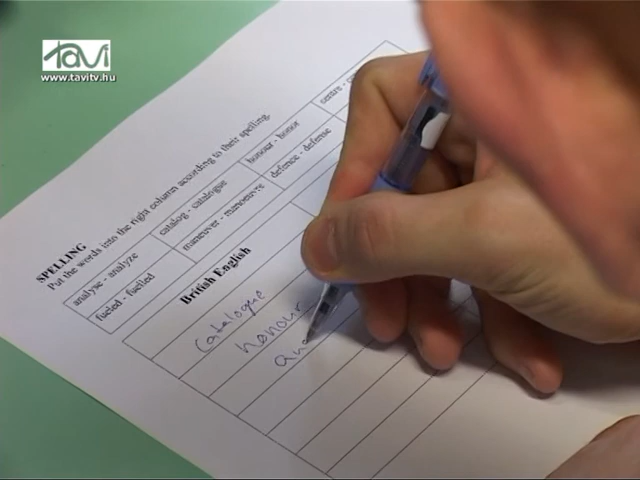 TaVi
www.tavitv.hu
SPELLING
Put the words into the right column according to their spelling.
analyse - analyze
catalog - catalogue
honour - honor
centre -
fueled - fuelled
maneuver - manoeuvre
defence - defense
British English
Catalogue
honour
an